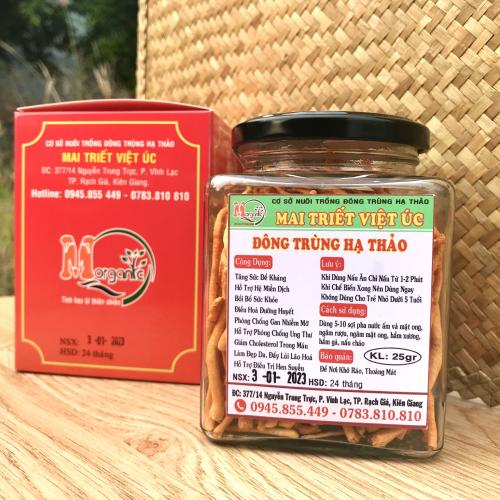 CƠ SỞ NUÔI TRỒNG ĐÔNG TRÙNG HẠ THẢO
MAI TRIẾT VIỆT ÚC
ĐC: 377/14 Nguyễn Trung Trực, P. Vĩnh Lạc
TP. Rạch Giá, Kiên Giang.
Hotline: 0945.855 449 - 0783.810 810
Morganic
Tinh hoa từ thiên nhiên
NSX: 3 -01- 2023
HSD: 24 tháng
CƠ SỞ NUÔI TRỒNG ĐÔNG TRÙNG HẠ THẢO
Morganic
MAI TRIẾT VIỆT ÚC
ĐÔNG TRÙNG HẠ THẢO
Công Dụng:
Tăng Sức Đề Kháng
Hỗ Trợ Hệ Miễn Dịch
Bồi Bổ Sức Khỏe
Điều Hoà Đường Huyết
Phòng Chống Gan Nhiễm Mỡ
Hỗ Trợ Phòng Chống Ung Thư
Giảm Cholesterol Trong Máu
Làm Đẹp Da, Đẩy Lùi Lão Hoá
Hỗ Trợ Điều Trị Hen Suyễn
Lưu ý:
Khi Dùng Nấu Ăn Chỉ Nấu Từ 1-2 Phút
Khi Chế Biến Xong Nên Dùng Ngay
Không Dùng Cho Trẻ Nhỏ Dưới 5 Tuổi
Cách sử dụng:
Dùng 5-10 sợi pha nước ấm và mật ong,
ngâm rượu, ngâm mật ong, hầm xương,
hầm gà, nấu cháo
Bảo quản:
KL: 25gr
Để Nơi Khô Ráo, Thoáng Mát
NSX: 3 -01- 2023 HSD: 24 tháng
ĐC: 377/14 Nguyễn Trung Trực, P. Vĩnh Lạc, TP. Rạch Giá, Kiên Giang
0945.855.449 - 0783.810.810